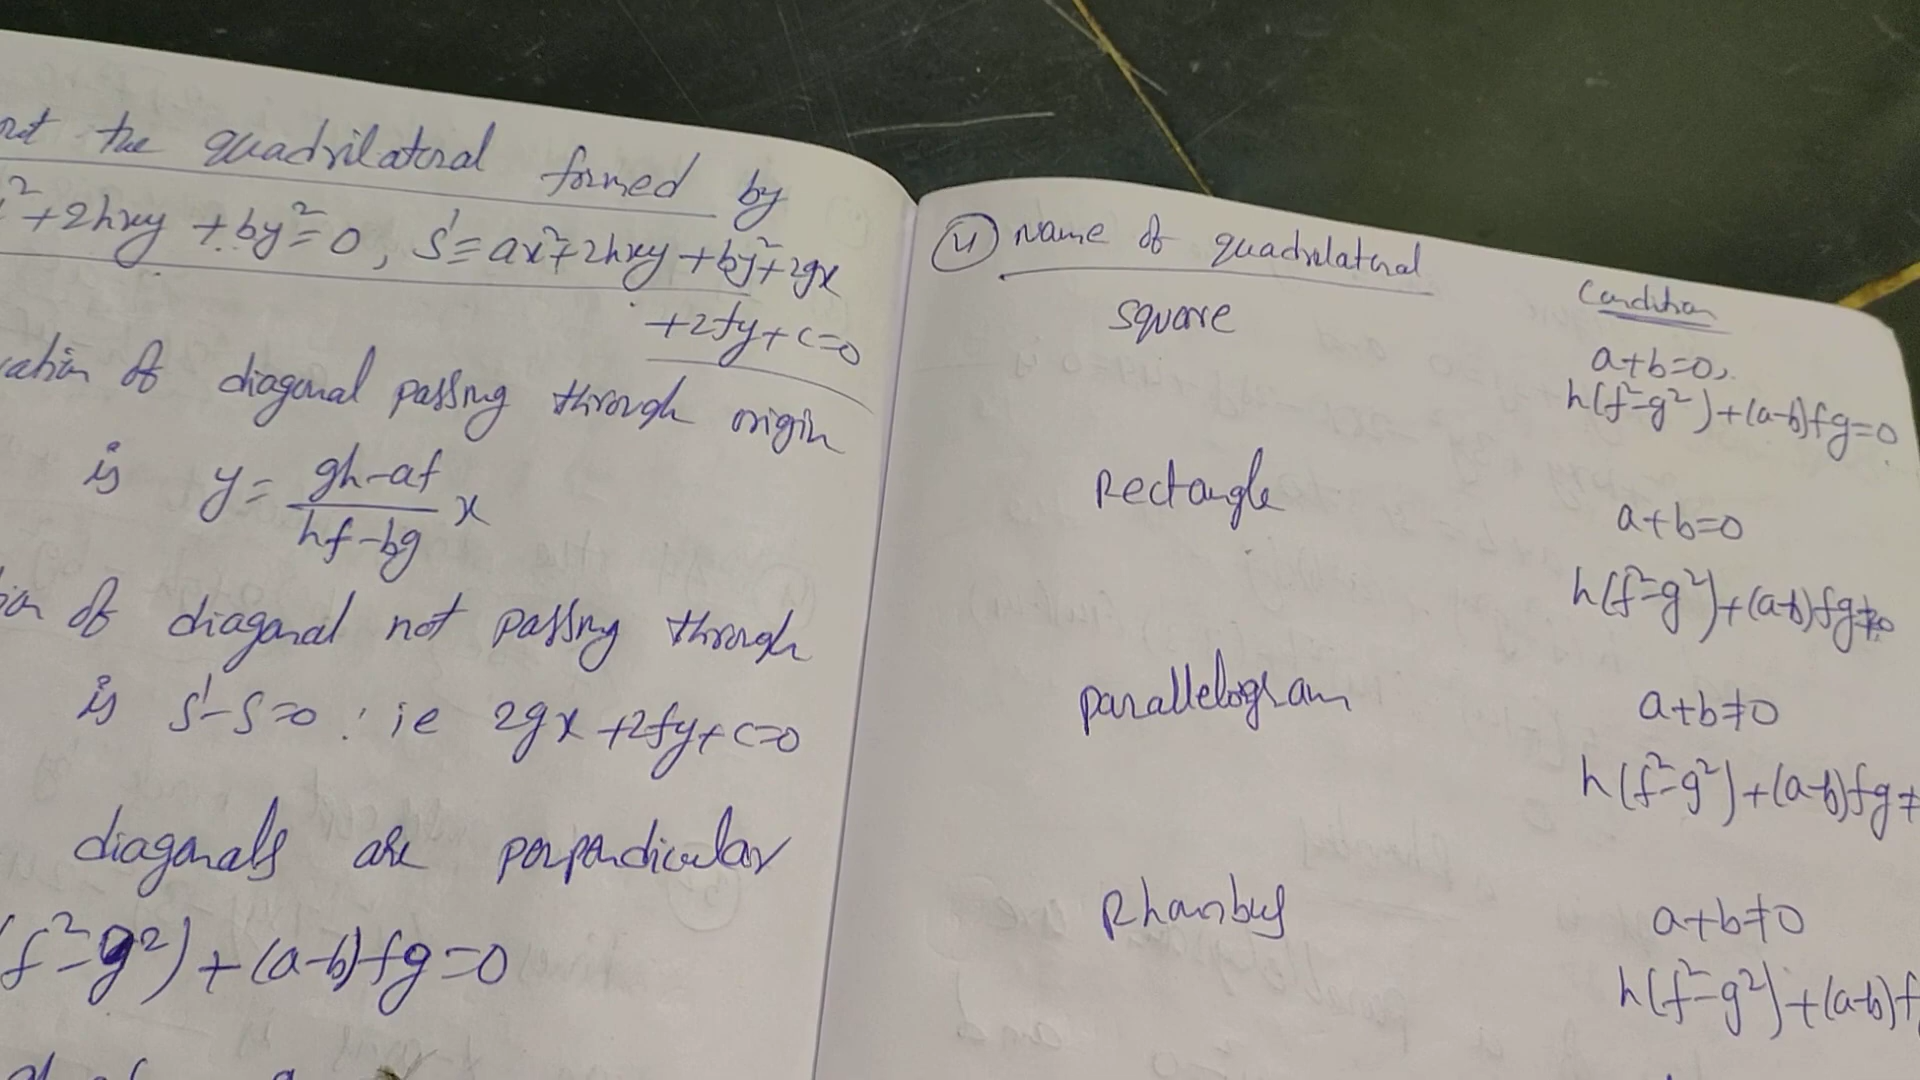 the quadrilateral formed by
²+2hxy +by²=0, S'≡ax²+2hxy+by²+2gx
+2fy+c=0
of diagonal passing through origin
is y= gh-af/hf-bg x
of diagonal not passing through
is S'-S=0 : ie 2gx+2fy+c=0
diagonals are perpendicular
(f²-g²)+(a-b)fg=0
④ name of quadrilateral Condition
square a+b=0,
h(f²-g²)+(a-b)fg=0
Rectangle a+b=0
h(f²-g²)+(a-b)fg≠0
parallelogram a+b≠0
h(f²-g²)+(a-b)fg≠
Rhombus a+b≠0
h(f²-g²)+(a-b)f